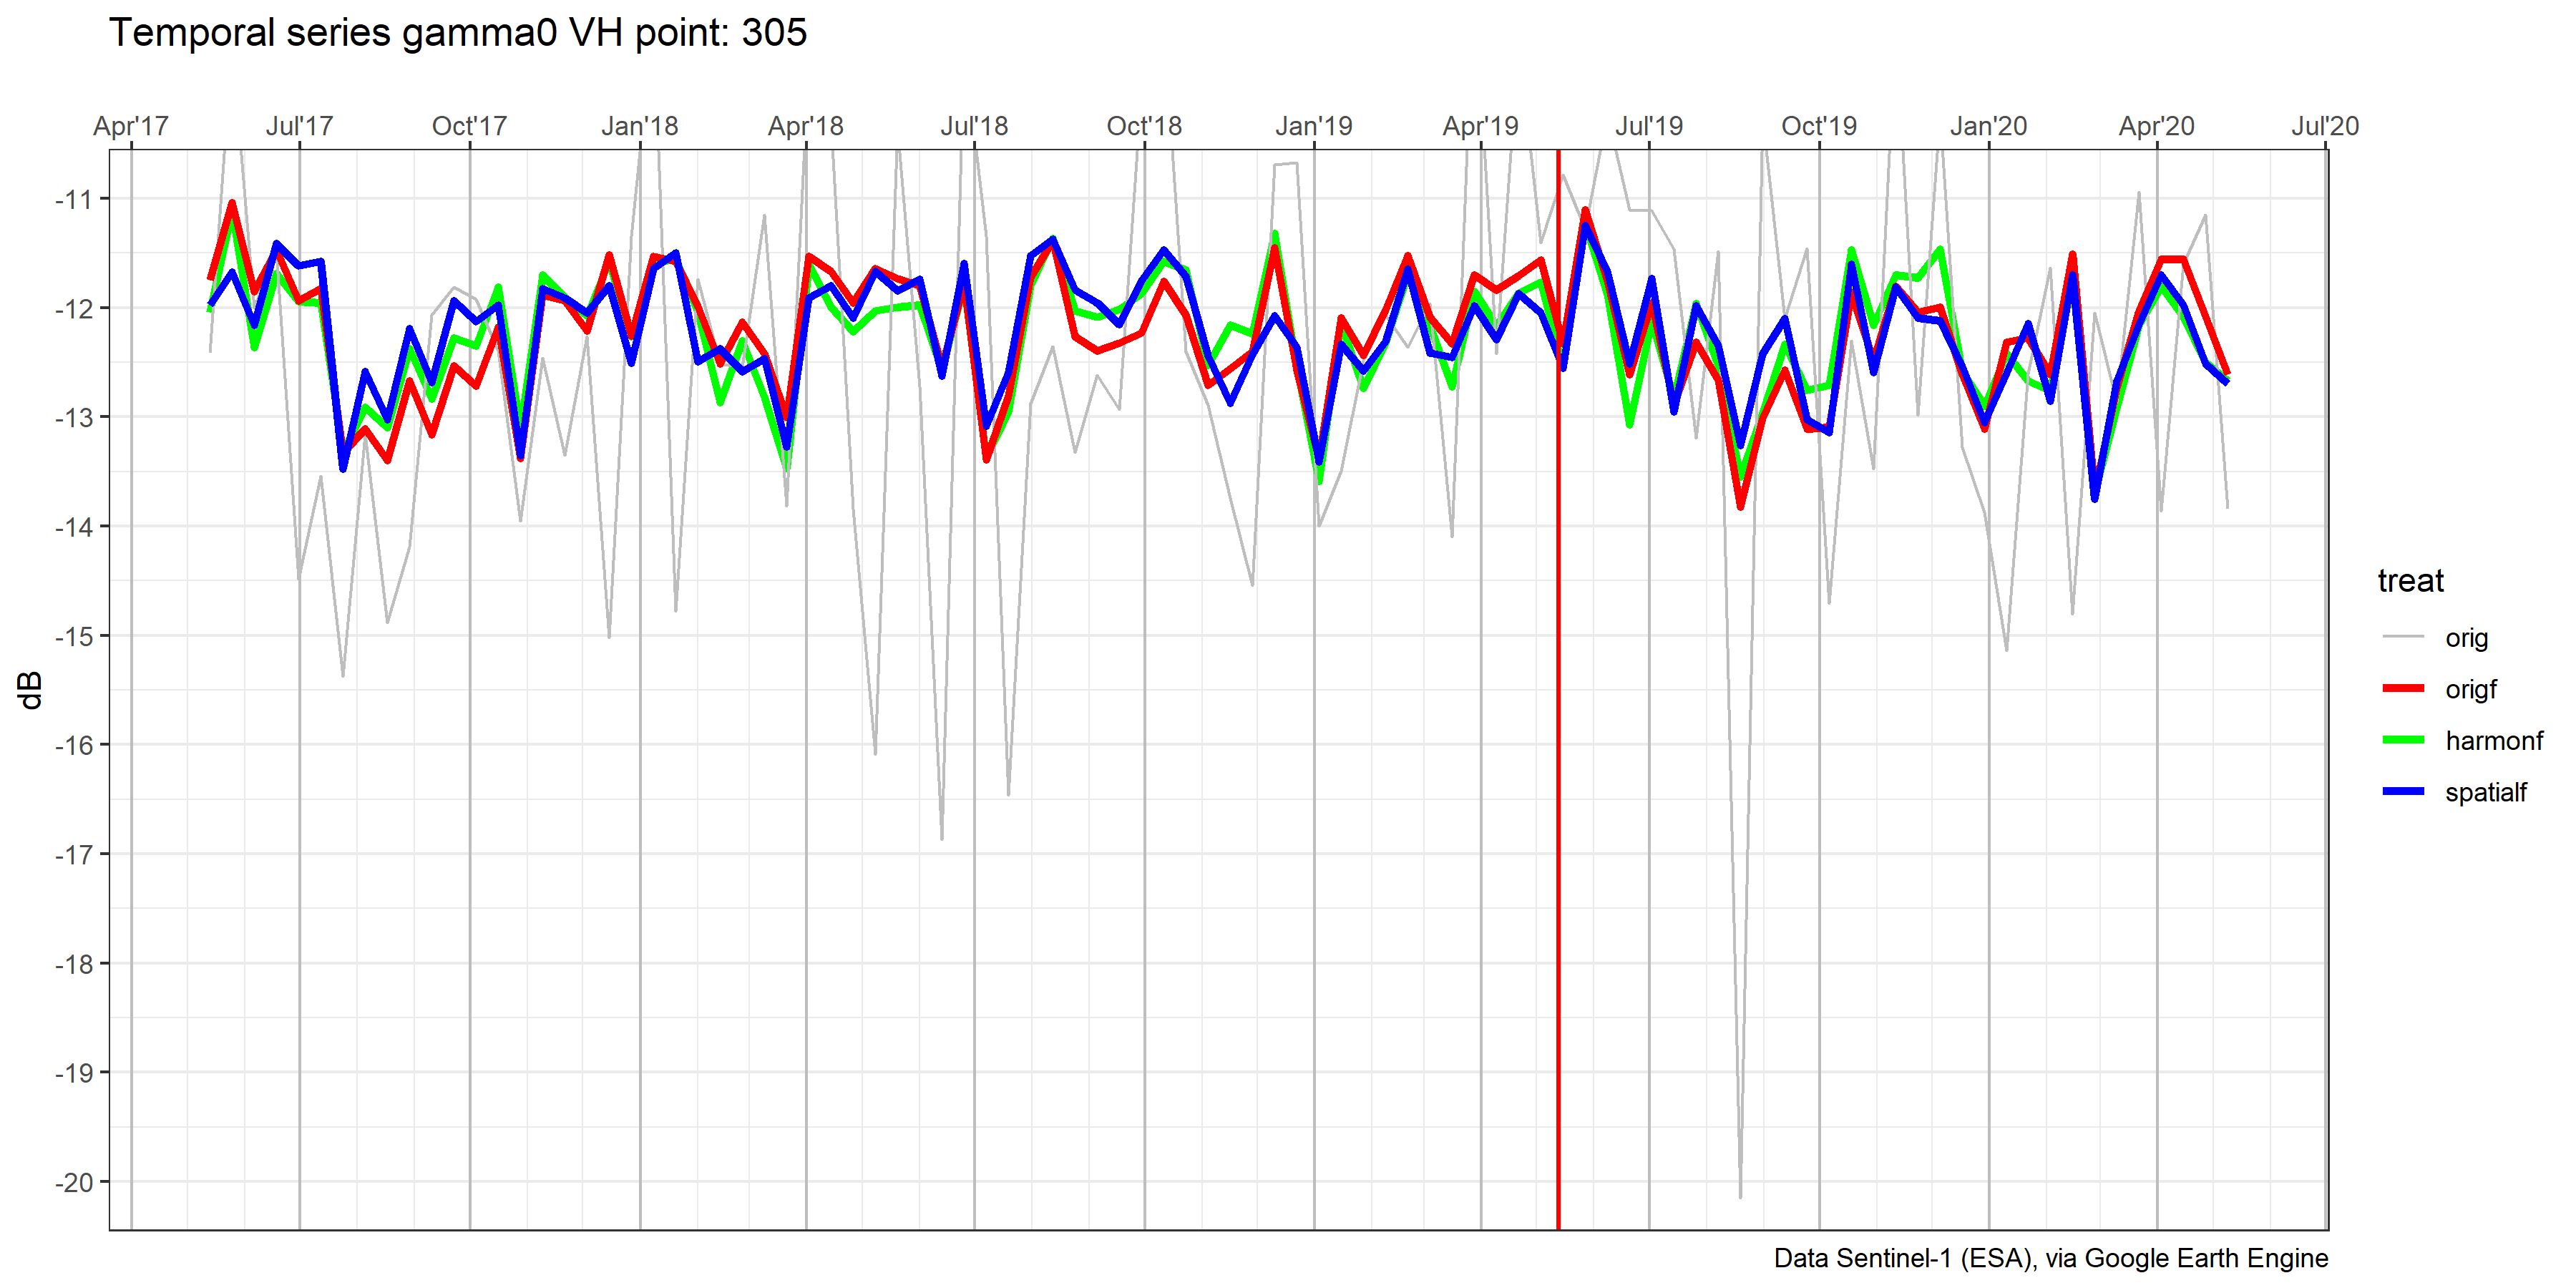 Temporal series gamma0 VH point: 305
Apr'17 Jul'17 Oct'17 Jan'18 Apr'18 Jul'18 Oct'18 Jan'19 Apr'19 Jul'19 Oct'19 Jan'20 Apr'20 Jul'20
-11
-12
-13
-14
-15
-16
-17
-18
-19
-20
dB
treat
orig
origf
harmonf
spatialf
Data Sentinel-1 (ESA), via Google Earth Engine